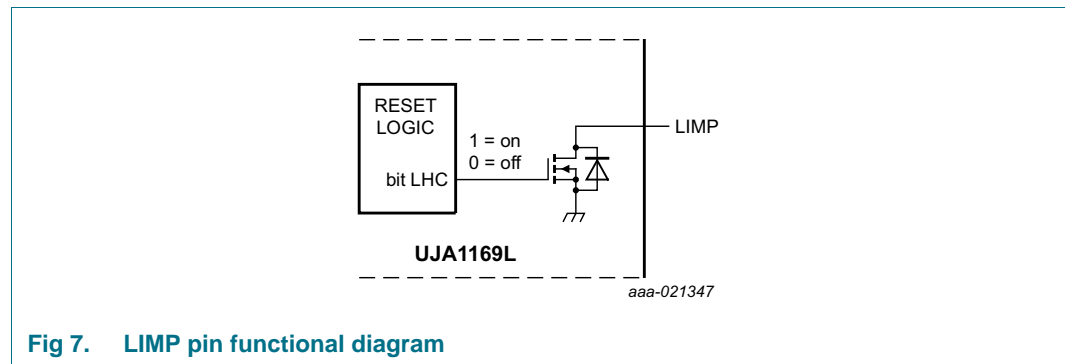 RESET
LOGIC
1 = on
0 = off
LIMP
bit LHC
UJA1169L
aaa-021347
Fig 7. LIMP pin functional diagram